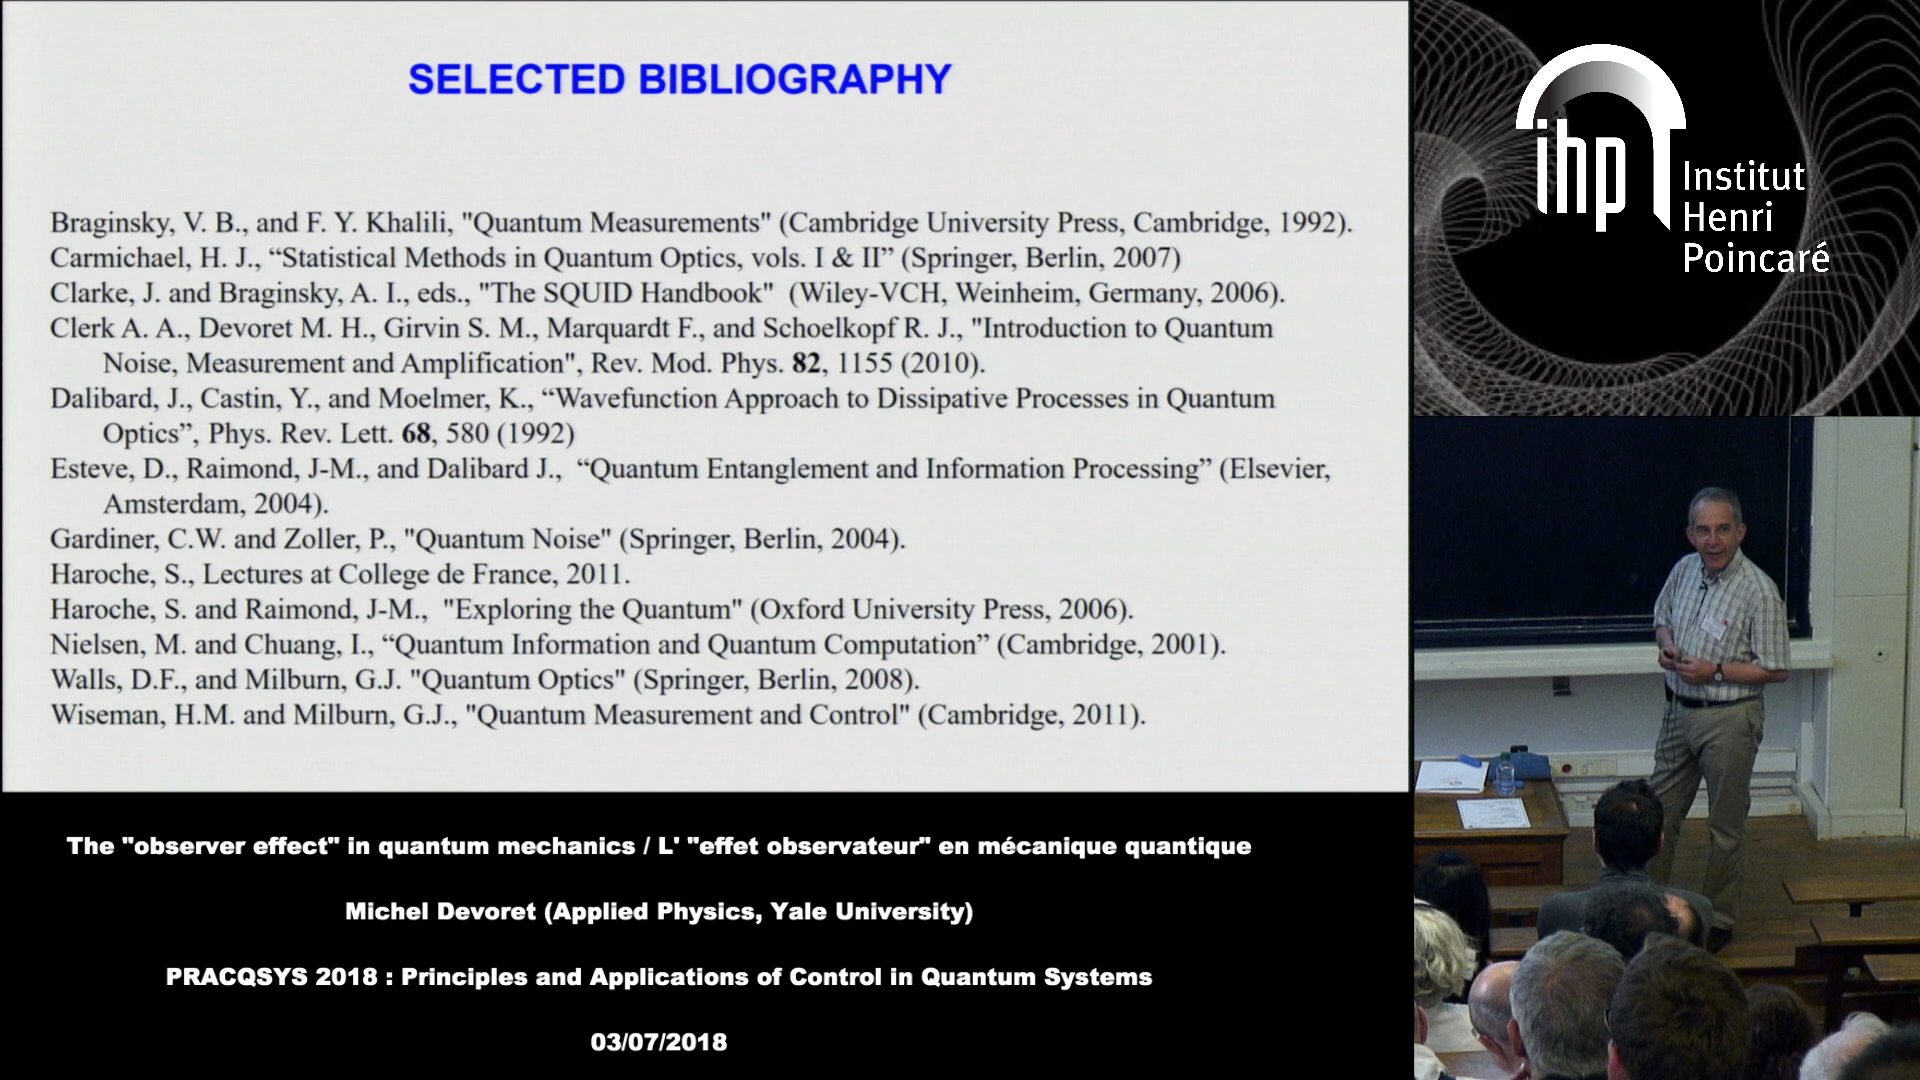 SELECTED BIBLIOGRAPHY
Braginsky, V. B., and F. Y. Khalili, "Quantum Measurements" (Cambridge University Press, Cambridge, 1992).
Carmichael, H. J., “Statistical Methods in Quantum Optics, vols. I & II” (Springer, Berlin, 2007)
Clarke, J. and Braginsky, A. I., eds., "The SQUID Handbook" (Wiley-VCH, Weinheim, Germany, 2006).
Clerk A. A., Devoret M. H., Girvin S. M., Marquardt F., and Schoelkopf R. J., "Introduction to Quantum
Noise, Measurement and Amplification", Rev. Mod. Phys. 82, 1155 (2010).
Dalibard, J., Castin, Y., and Moelmer, K., “Wavefunction Approach to Dissipative Processes in Quantum
Optics”, Phys. Rev. Lett. 68, 580 (1992)
Esteve, D., Raimond, J-M., and Dalibard J., “Quantum Entanglement and Information Processing” (Elsevier,
Amsterdam, 2004).
Gardiner, C.W. and Zoller, P., "Quantum Noise" (Springer, Berlin, 2004).
Haroche, S., Lectures at College de France, 2011.
Haroche, S. and Raimond, J-M., "Exploring the Quantum" (Oxford University Press, 2006).
Nielsen, M. and Chuang, I., “Quantum Information and Quantum Computation” (Cambridge, 2001).
Walls, D.F., and Milburn, G.J. "Quantum Optics" (Springer, Berlin, 2008).
Wiseman, H.M. and Milburn, G.J., "Quantum Measurement and Control" (Cambridge, 2011).
The "observer effect" in quantum mechanics / L' "effet observateur" en mécanique quantique
Michel Devoret (Applied Physics, Yale University)
PRACQSYS 2018 : Principles and Applications of Control in Quantum Systems
03/07/2018
ihp
Institut
Henri
Poincaré